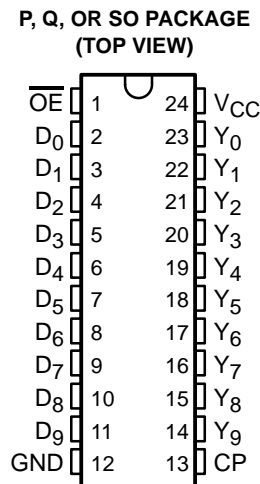 P, Q, OR SO PACKAGE
(TOP VIEW)
OE 1 24 VCC
D0 2 23 Y0
D1 3 22 Y1
D2 4 21 Y2
D3 5 20 Y3
D4 6 19 Y4
D5 7 18 Y5
D6 8 17 Y6
D7 9 16 Y7
D8 10 15 Y8
D9 11 14 Y9
GND 12 13 CP